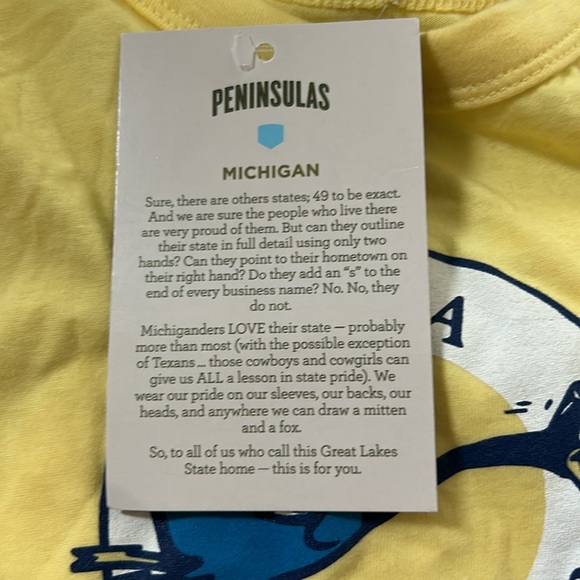 PENINSULAS
MICHIGAN
Sure, there are others states; 49 to be exact.
And we are sure the people who live there
are very proud of them. But can they outline
their state in full detail using only two
hands? Can they point to their hometown on
their right hand? Do they add an "s" to the
end of every business name? No. No, they
do not.
Michiganders LOVE their state — probably
more than most (with the possible exception
of Texans... those cowboys and cowgirls can
give us ALL a lesson in state pride). We
wear our pride on our sleeves, our backs, our
heads, and anywhere we can draw a mitten
and a fox.
So, to all of us who call this Great Lakes
State home — this is for you.
A